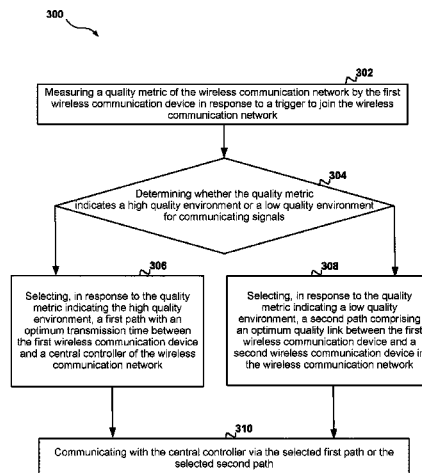 300
302
Measuring a quality metric of the wireless communication network by the first
wireless communication device in response to a trigger to join the wireless
communication network
304
Determining whether the quality metric
indicates a high quality environment or a low quality environment
for communicating signals
306
Selecting, in response to the quality
metric indicating the high quality
environment, a first path with an
optimum transmission time between
the first wireless communication device
and a central controller of the wireless
communication network
308
Selecting, in response to the quality
metric indicating a low quality
environment, a second path comprising
an optimum quality link between the first
wireless communication device and a
second wireless communication device in
the wireless communication network
310
Communicating with the central controller via the selected first path or the
selected second path